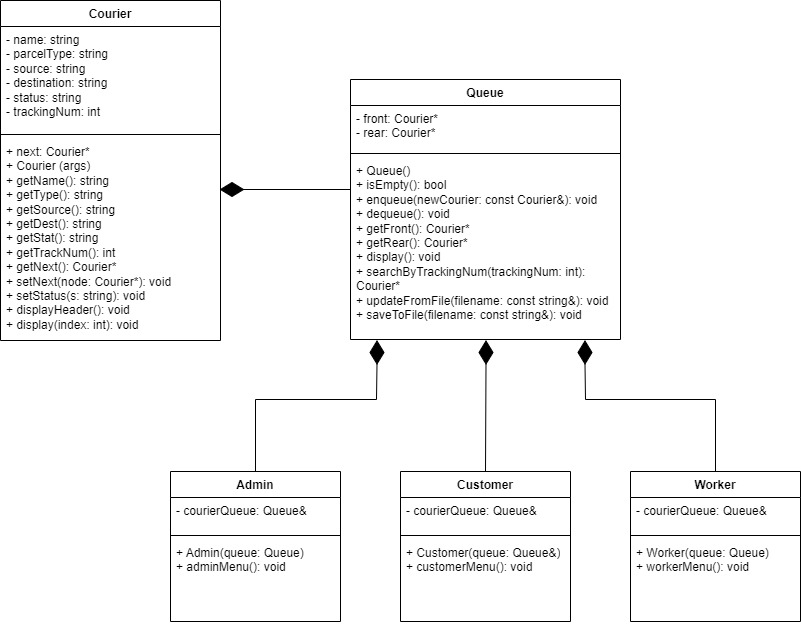 Courier
- name: string
- parcelType: string
- source: string
- destination: string
- status: string
- trackingNum: int
+ next: Courier*
+ Courier (args)
+ getName(): string
+ getType(): string
+ getSource(): string
+ getDest(): string
+ getStat(): string
+ getTrackNum(): int
+ getNext(): Courier*
+ setNext(node: Courier*): void
+ setStatus(s: string): void
+ displayHeader(): void
+ display(index: int): void
Queue
- front: Courier*
- rear: Courier*
+ Queue()
+ isEmpty(): bool
+ enqueue(newCourier: const Courier&): void
+ dequeue(): void
+ getFront(): Courier*
+ getRear(): Courier*
+ display(): void
+ searchByTrackingNum(trackingNum: int):
Courier*
+ updateFromFile(filename: const string&): void
+ saveToFile(filename: const string&): void
Admin
- courierQueue: Queue&
+ Admin(queue: Queue)
+ adminMenu(): void
Customer
- courierQueue: Queue&
+ Customer(queue: Queue&)
+ customerMenu(): void
Worker
- courierQueue: Queue&
+ Worker(queue: Queue)
+ workerMenu(): void